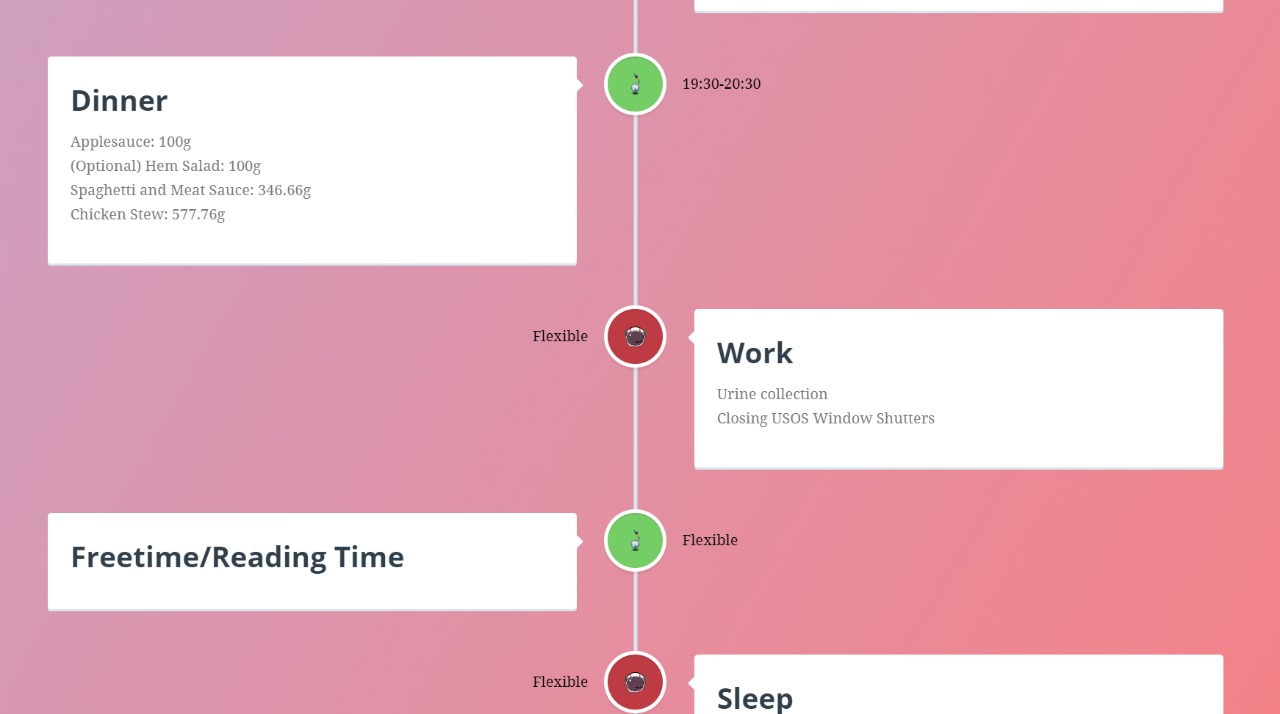 Dinner
19:30-20:30
Applesauce: 100g
(Optional) Hem Salad: 100g
Spaghetti and Meat Sauce: 346.66g
Chicken Stew: 577.76g
Flexible
Work
Urine collection
Closing USOS Window Shutters
Freetime/Reading Time
Flexible
Flexible
Sleep